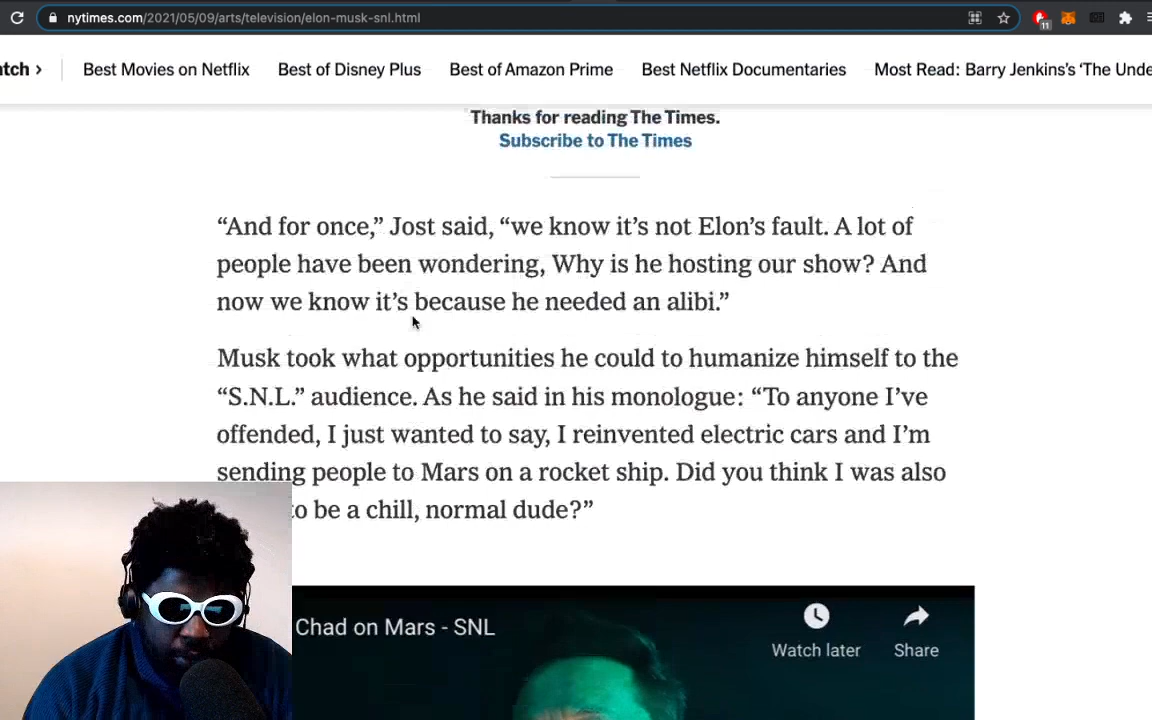 nytimes.com/2021/05/09/arts/television/elon-musk-snl.html
11
tch > Best Movies on Netflix Best of Disney Plus Best of Amazon Prime Best Netflix Documentaries Most Read: Barry Jenkins’s ‘The Unde
Thanks for reading The Times.
Subscribe to The Times
“And for once,” Jost said, “we know it’s not Elon’s fault. A lot of
people have been wondering, Why is he hosting our show? And
now we know it’s because he needed an alibi.”
Musk took what opportunities he could to humanize himself to the
“S.N.L.” audience. As he said in his monologue: “To anyone I’ve
offended, I just wanted to say, I reinvented electric cars and I’m
sending people to Mars on a rocket ship. Did you think I was also
to be a chill, normal dude?”
Chad on Mars - SNL
Watch later
Share